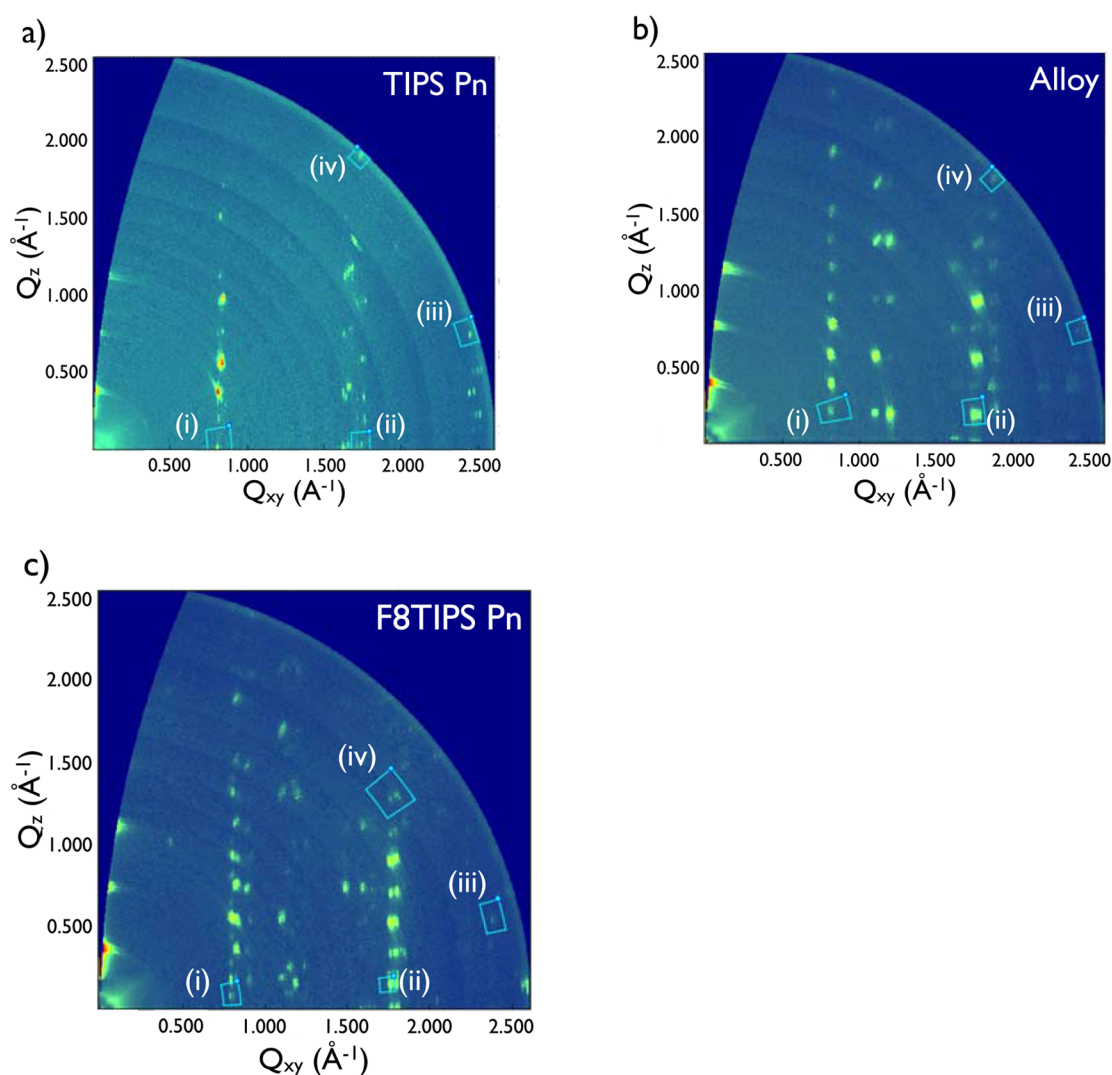 a)
TIPS Pn
2.500
2.000
1.500
1.000
0.500
Qz (Å-1)
(iv)
(iii)
(i)
(ii)
0.500 1.000 1.500 2.000 2.500
Qxy (A-1)
b)
Alloy
2.500
2.000
1.500
1.000
0.500
Qz (Å-1)
(iv)
(iii)
(i)
(ii)
0.500 1.000 1.500 2.000 2.500
Qxy (Å-1)
c)
F8TIPS Pn
2.500
2.000
1.500
1.000
0.500
Qz (Å-1)
(iv)
(iii)
(i)
(ii)
0.500 1.000 1.500 2.000 2.500
Qxy (Å-1)